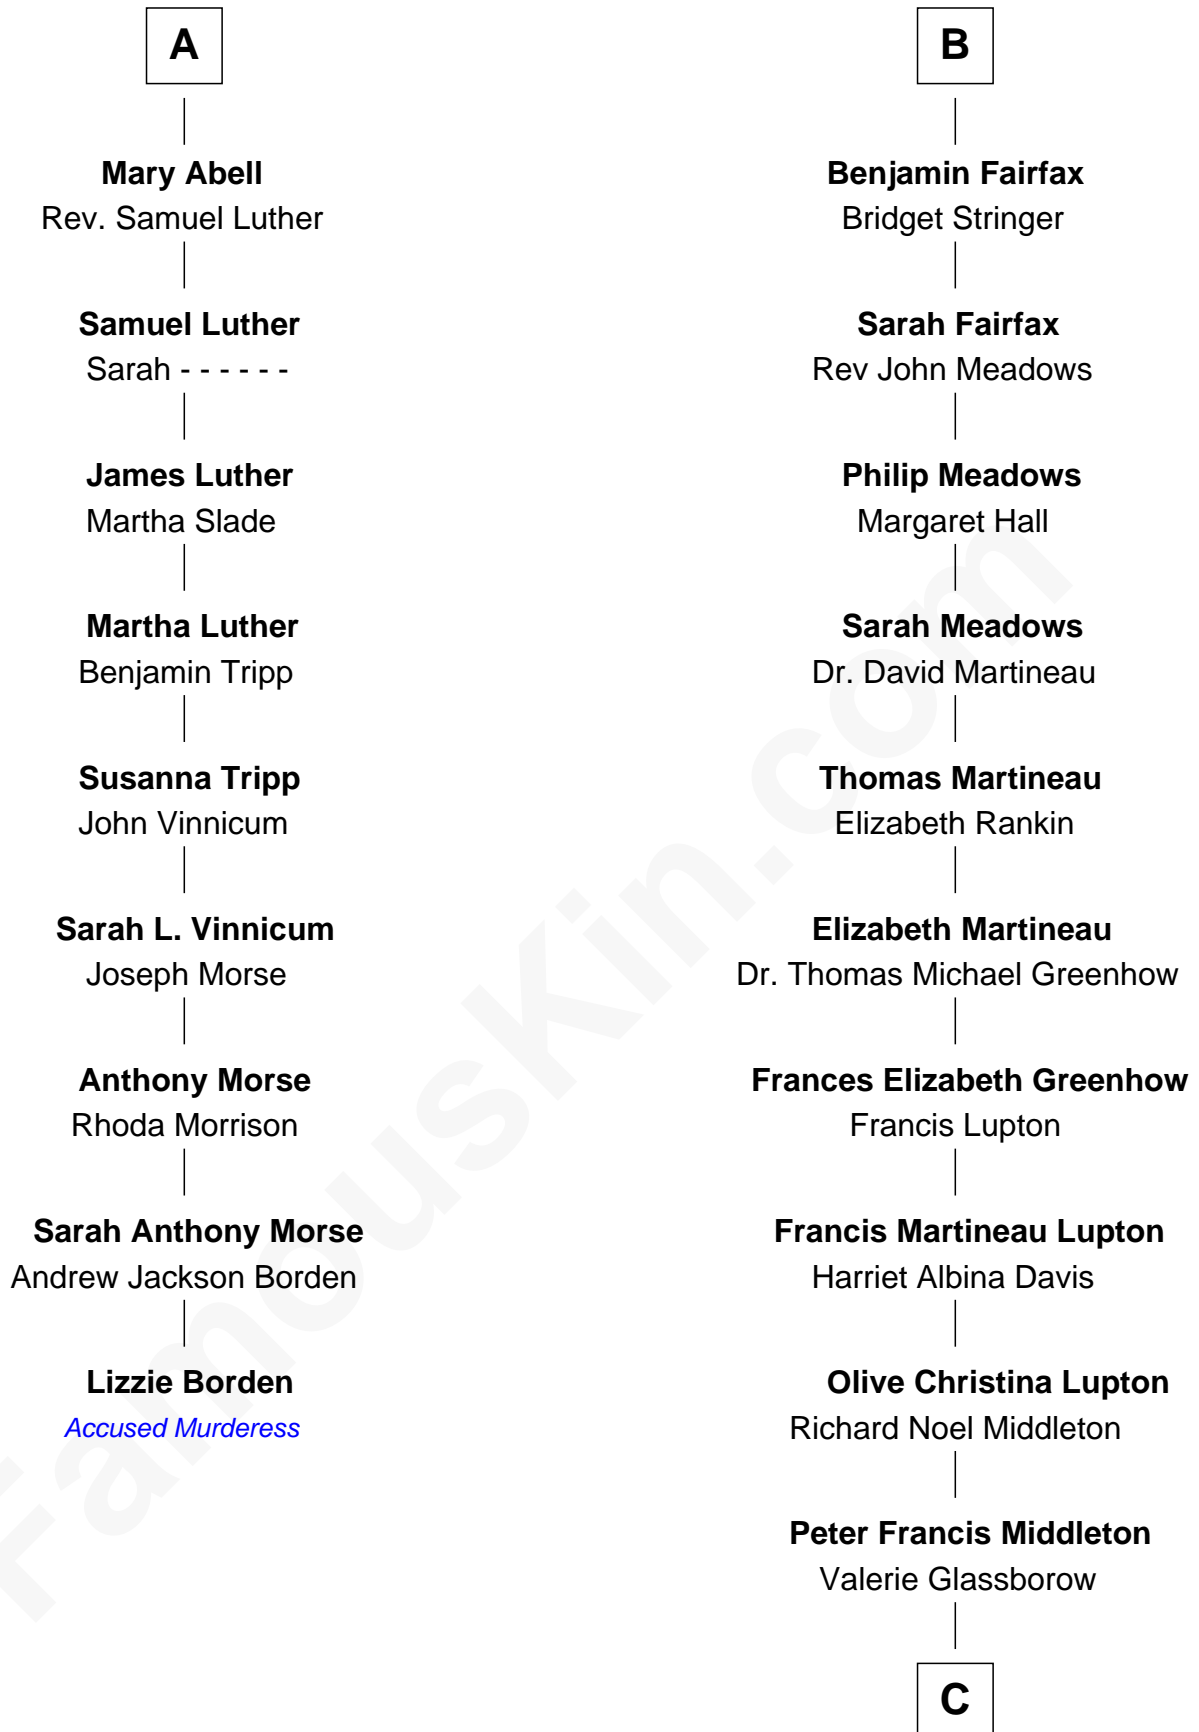 A
Mary Abell
Rev. Samuel Luther
Samuel Luther
Sarah - - - - - -
James Luther
Martha Slade
Martha Luther
Benjamin Tripp
Susanna Tripp
John Vinnicum
Sarah L. Vinnicum
Joseph Morse
Anthony Morse
Rhoda Morrison
Sarah Anthony Morse
Andrew Jackson Borden
Lizzie Borden
Accused Murderess
B
Benjamin Fairfax
Bridget Stringer
Sarah Fairfax
Rev John Meadows
Philip Meadows
Margaret Hall
Sarah Meadows
Dr. David Martineau
Thomas Martineau
Elizabeth Rankin
Elizabeth Martineau
Dr. Thomas Michael Greenhow
Frances Elizabeth Greenhow
Francis Lupton
Francis Martineau Lupton
Harriet Albina Davis
Olive Christina Lupton
Richard Noel Middleton
Peter Francis Middleton
Valerie Glassborow
C
FamousKin.com